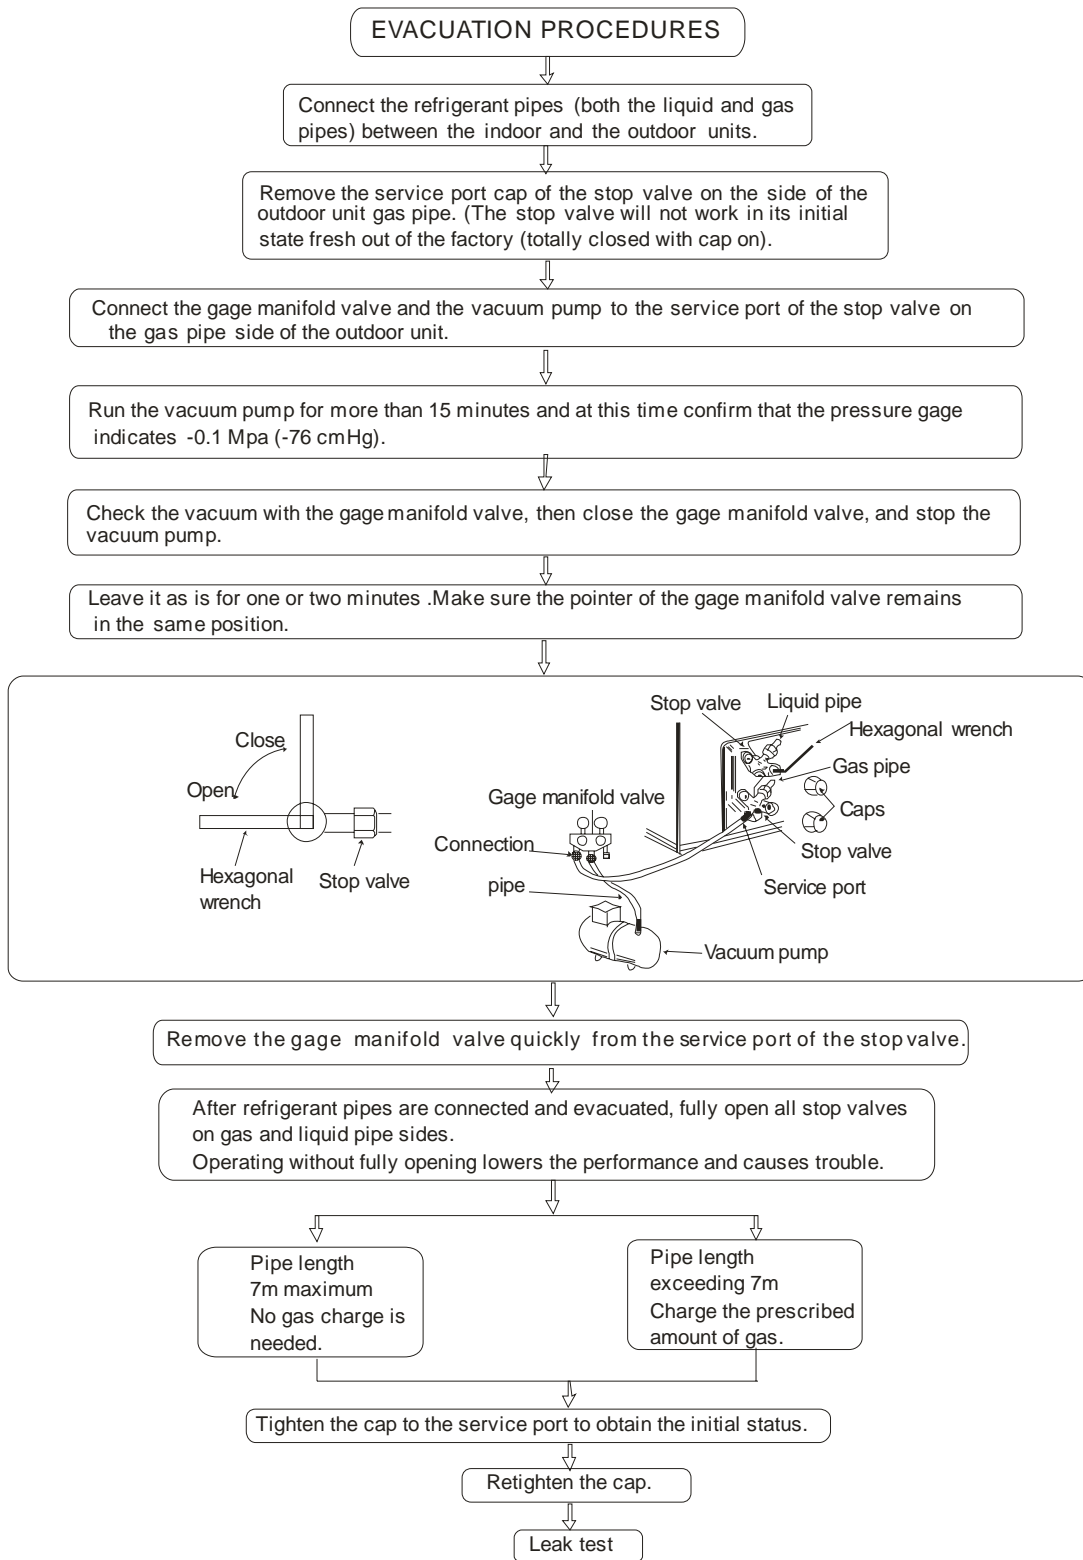 EVACUATION PROCEDURES
Connect the refrigerant pipes (both the liquid and gas
pipes) between the indoor and the outdoor units.
Remove the service port cap of the stop valve on the side of the
outdoor unit gas pipe. (The stop valve will not work in its initial
state fresh out of the factory (totally closed with cap on).
Connect the gage manifold valve and the vacuum pump to the service port of the stop valve on
the gas pipe side of the outdoor unit.
Run the vacuum pump for more than 15 minutes and at this time confirm that the pressure gage
indicates -0.1 Mpa (-76 cmHg).
Check the vacuum with the gage manifold valve, then close the gage manifold valve, and stop the
vacuum pump.
Leave it as is for one or two minutes .Make sure the pointer of the gage manifold valve remains
in the same position.
Close
Open
Hexagonal
wrench
Stop valve
Stop valve
Liquid pipe
Hexagonal wrench
Gas pipe
Gage manifold valve
Caps
Connection
Stop valve
pipe
Service port
Vacuum pump
Remove the gage manifold valve quickly from the service port of the stop valve.
After refrigerant pipes are connected and evacuated, fully open all stop valves
on gas and liquid pipe sides.
Operating without fully opening lowers the performance and causes trouble.
Pipe length
7m maximum
No gas charge is
needed.
Pipe length
exceeding 7m
Charge the prescribed
amount of gas.
Tighten the cap to the service port to obtain the initial status.
Retighten the cap.
Leak test